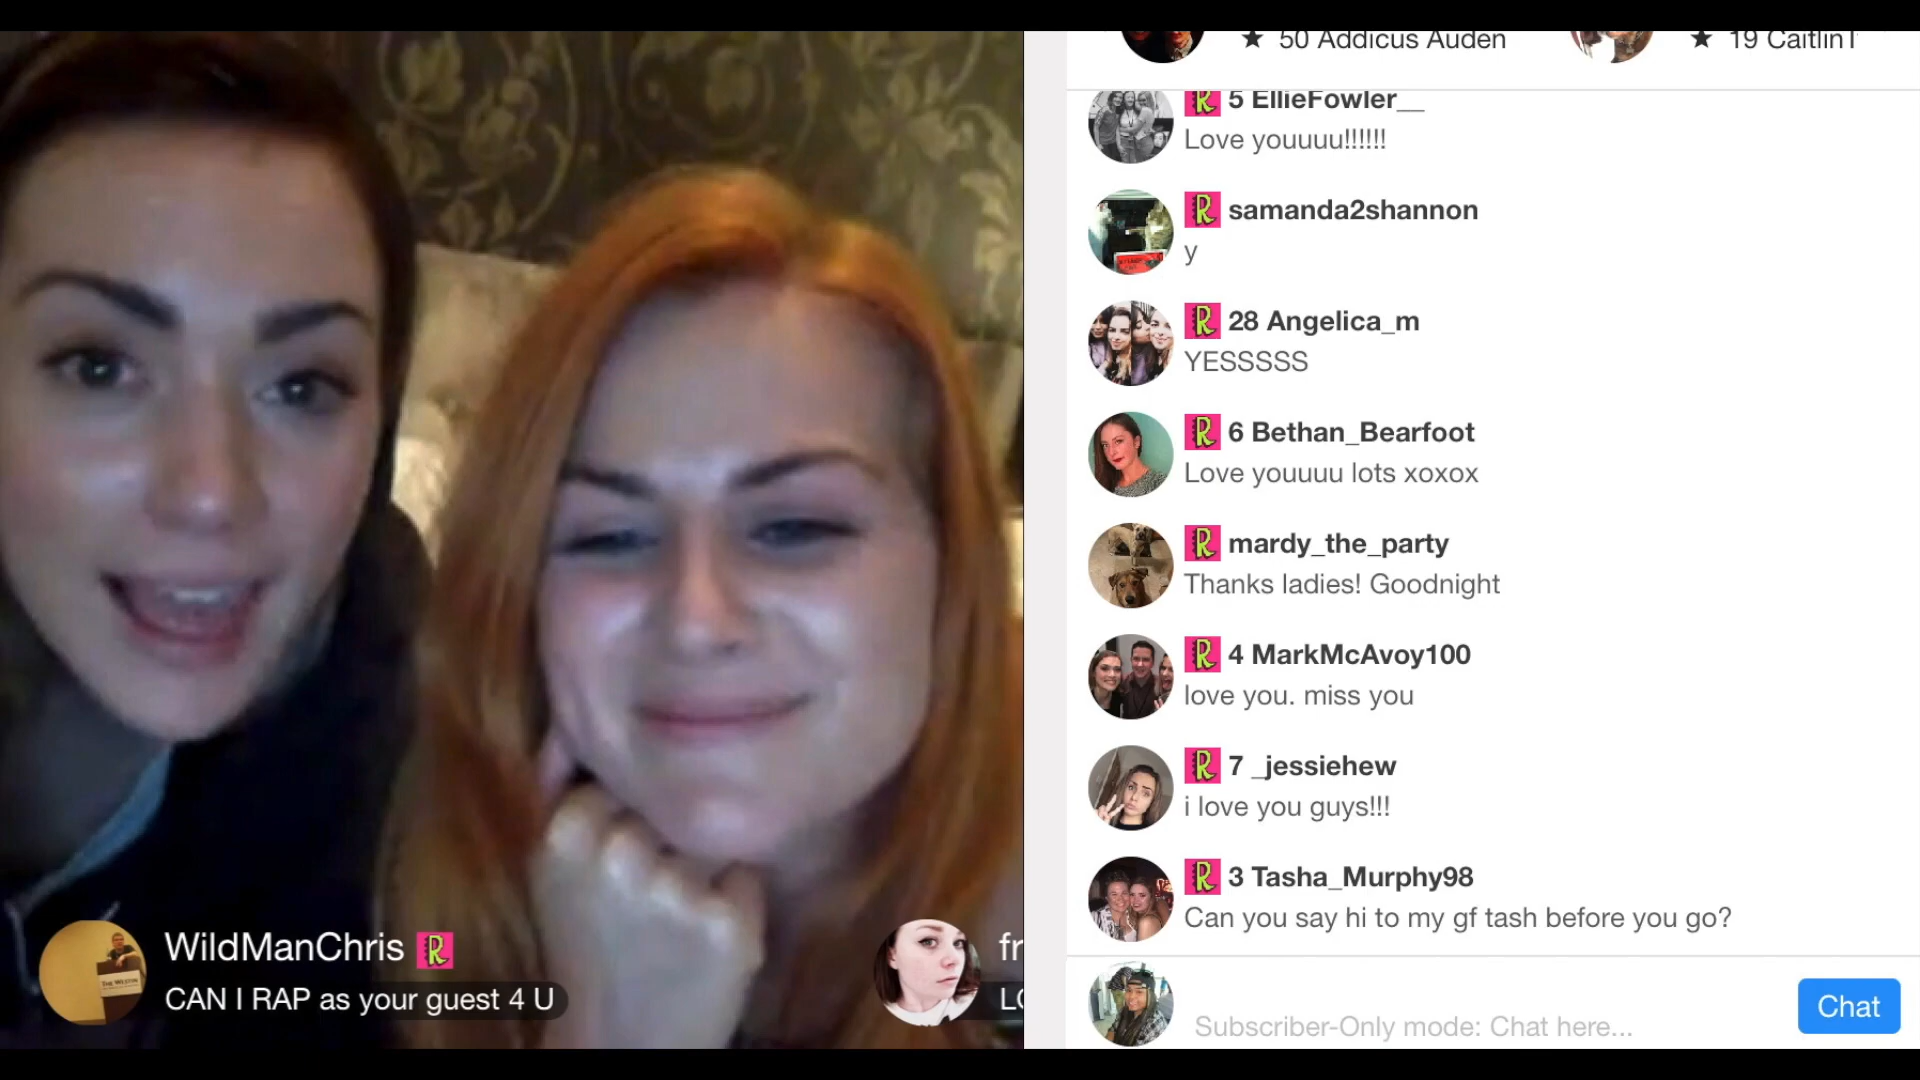 ★ 50 Addicus Auden
★ 19 Caitlin
R 5 EllieFowler__
Love youuuu!!!!!!
R samanda2shannon
y
R 28 Angelica_m
YESSSSS
R 6 Bethan_Bearfoot
Love youuuu lots xoxox
R mardy_the_party
Thanks ladies! Goodnight
R 4 MarkMcAvoy100
love you. miss you
R 7 _jessiehew
i love you guys!!!
R 3 Tasha_Murphy98
Can you say hi to my gf tash before you go?
Subscriber-Only mode: Chat here...
Chat
WildManChris R
CAN I RAP as your guest 4 U
fr